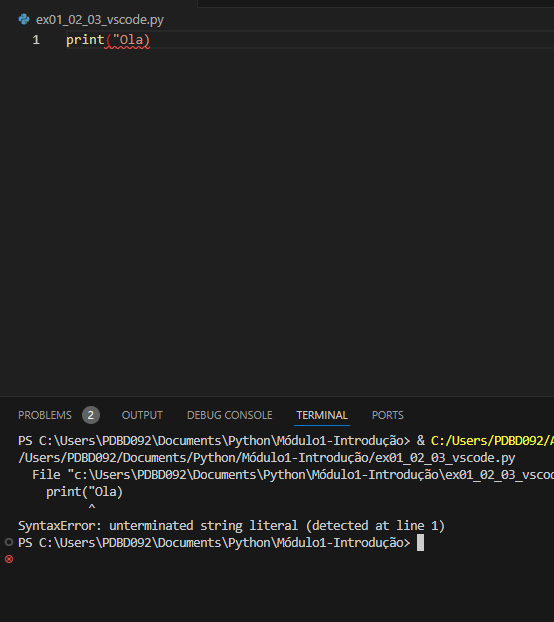 ex01_02_03_vscode.py
1 print("Ola)
PROBLEMS 2 OUTPUT DEBUG CONSOLE TERMINAL PORTS
PS C:\Users\PDBD092\Documents\Python\Módulo1-Introdução> & C:/Users/PDBD092/A
/Users/PDBD092/Documents/Python/Módulo1-Introdução/ex01_02_03_vscode.py
File "c:\Users\PDBD092\Documents\Python\Módulo1-Introdução\ex01_02_03_vscod
print("Ola)
^
SyntaxError: unterminated string literal (detected at line 1)
PS C:\Users\PDBD092\Documents\Python\Módulo1-Introdução>